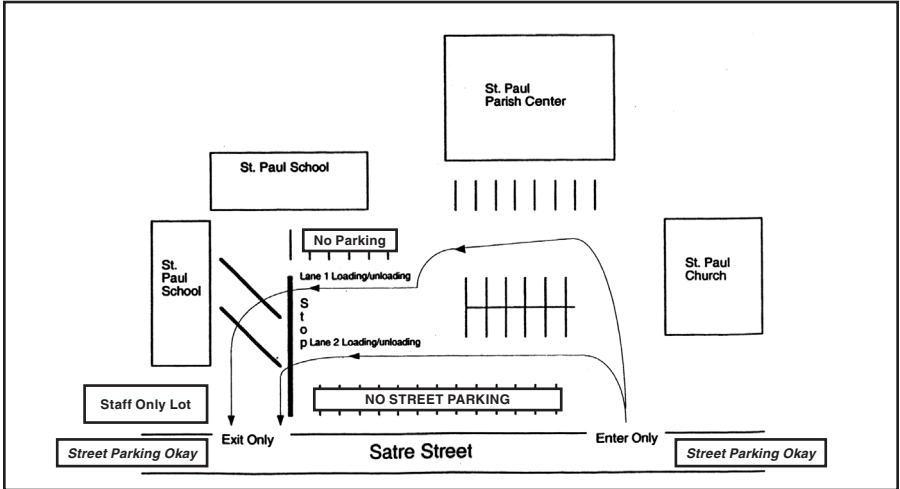 St. Paul
Parish Center
St. Paul School
No Parking
St.
Paul
School
St. Paul
Church
Lane 1 Loading/unloading
Stop
Lane 2 Loading/unloading
NO STREET PARKING
Staff Only Lot
Exit Only
Enter Only
Street Parking Okay
Satre Street
Street Parking Okay